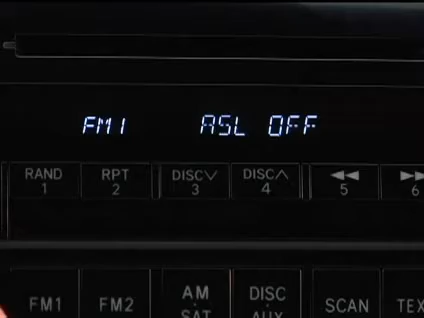 FM1 ASL OFF
RAND RPT DISC∨ DISC∧ ◀◀ ▶▶
1 2 3 4 5 6
FM1 FM2 AM DISC SCAN TEX
SAT AUX